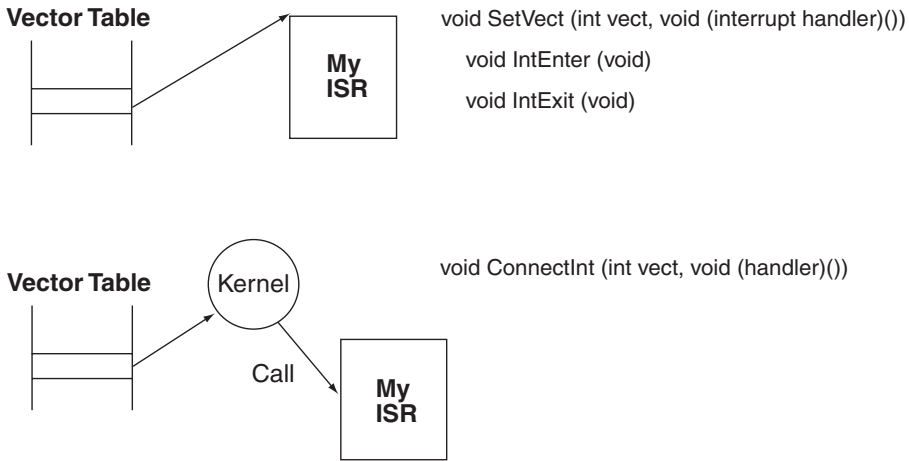 Vector Table
My
ISR
void SetVect (int vect, void (interrupt handler)())
void IntEnter (void)
void IntExit (void)
Vector Table
Kernel
Call
My
ISR
void ConnectInt (int vect, void (handler)())